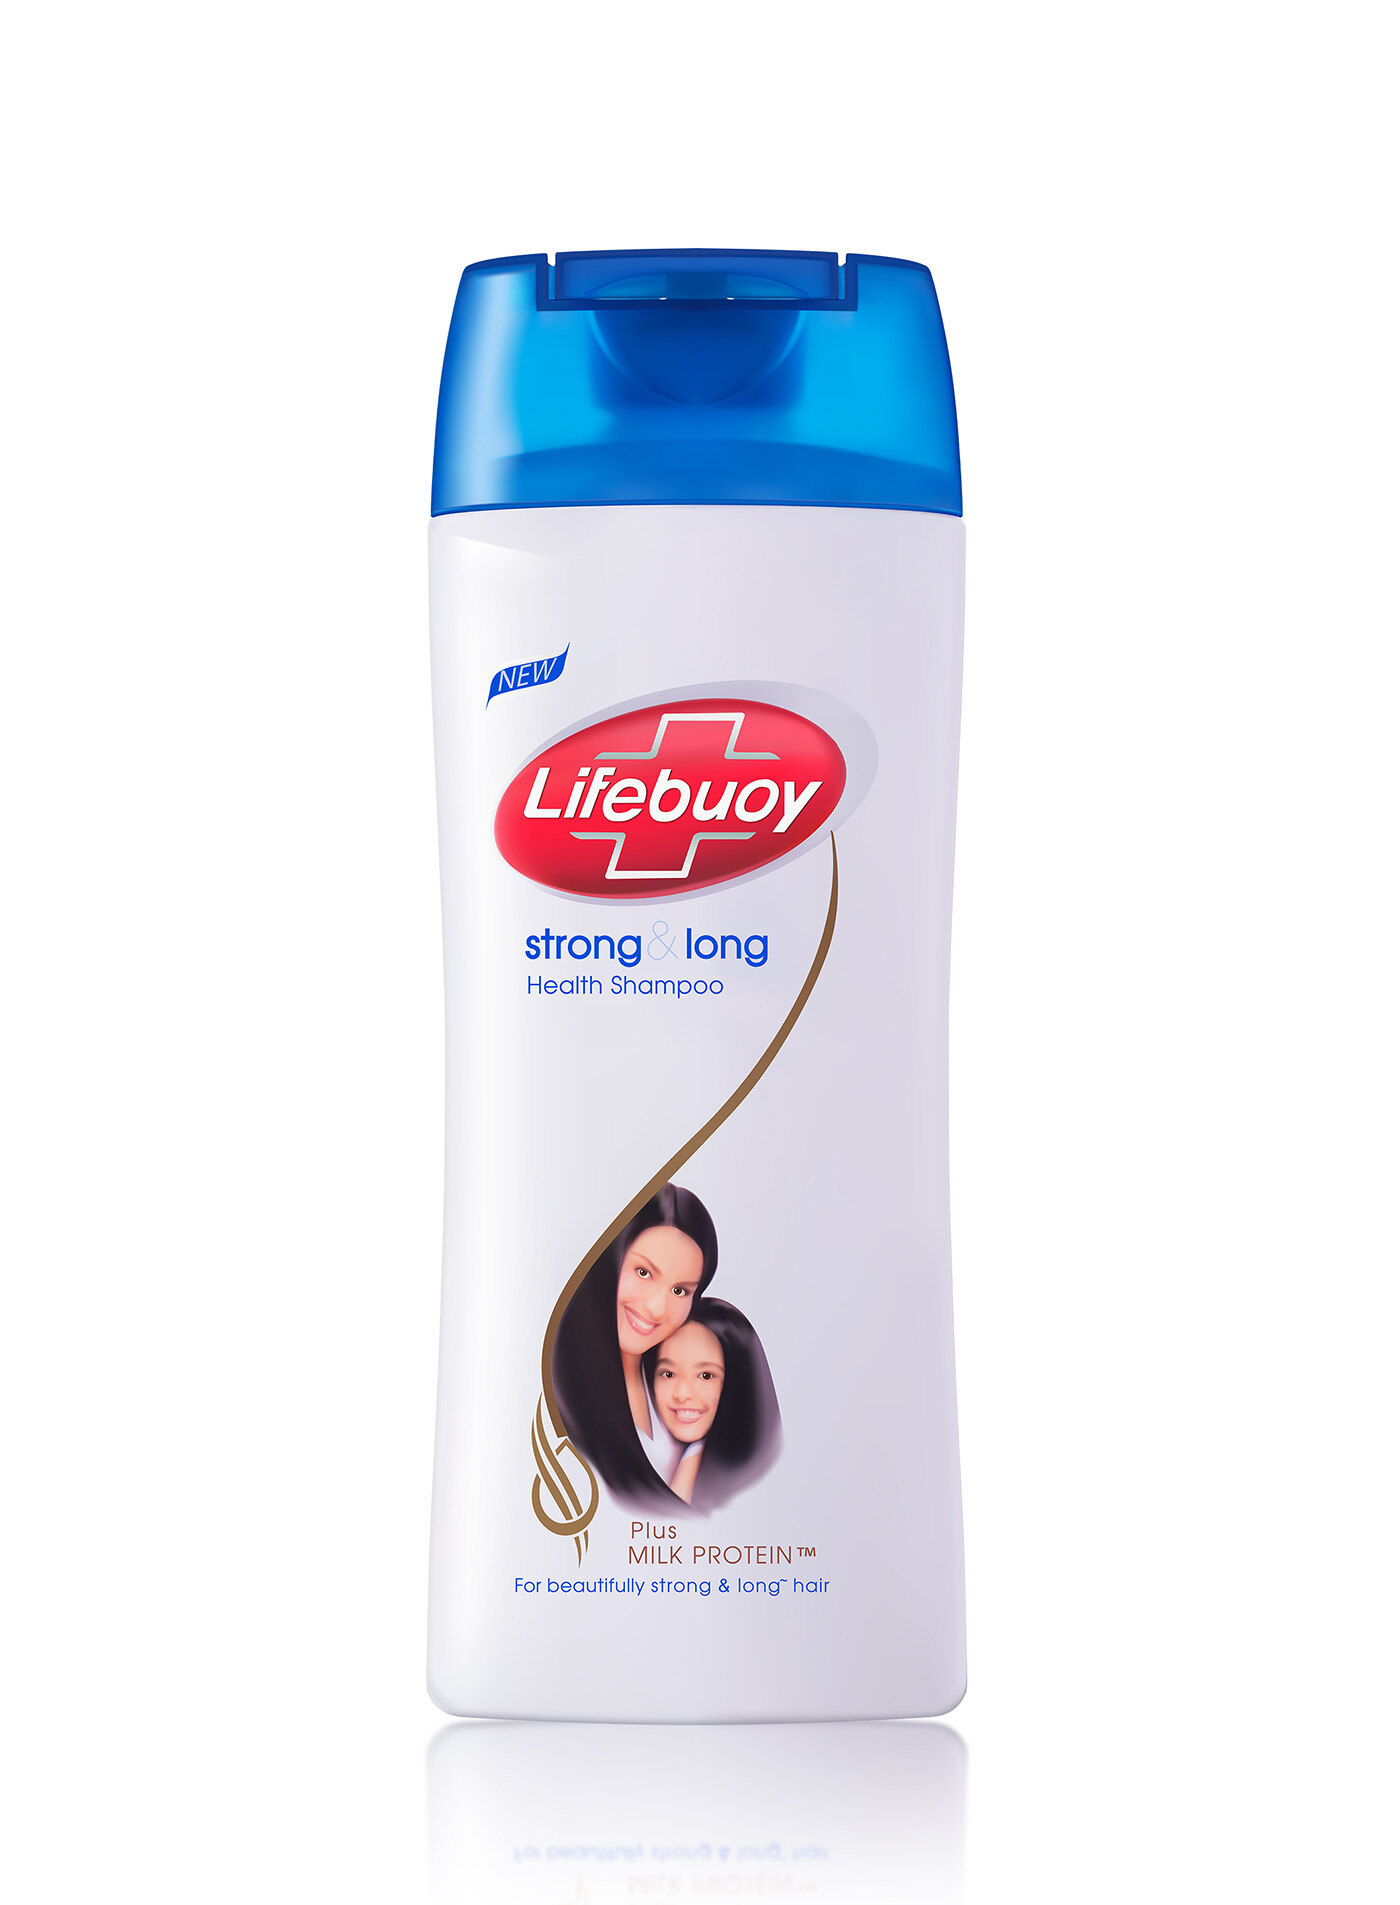 NEW
Lifebuoy
strong & long
Health Shampoo
Plus
MILK PROTEIN™
For beautifully strong & long~ hair